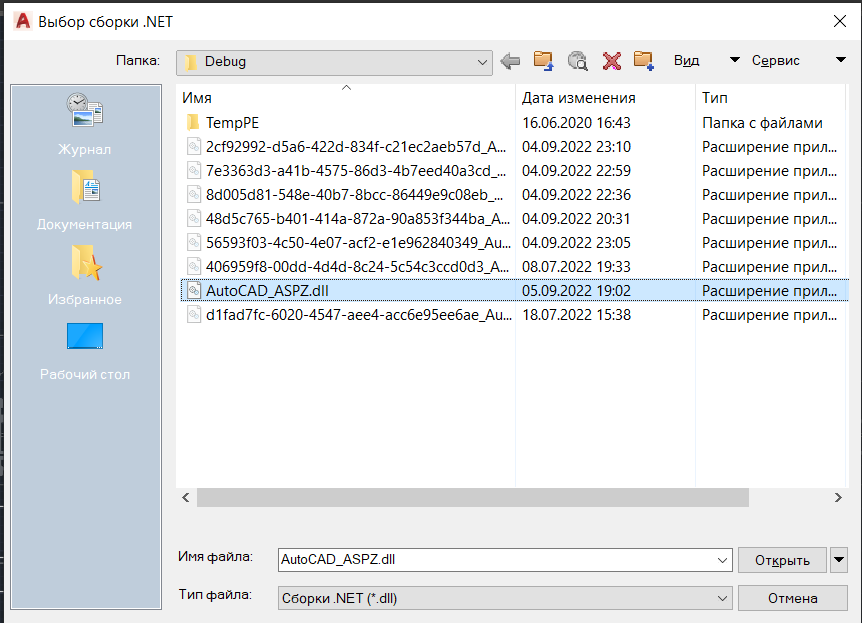 Выбор сборки .NET
Папка: Debug Вид Сервис
Имя Дата изменения Тип
TempPE 16.06.2020 16:43 Папка с файлами
2cf92992-d5a6-422d-834f-c21ec2aeb57d_A... 04.09.2022 23:10 Расширение прил...
7e3363d3-a41b-4575-86d3-4b7eed40a3cd_... 04.09.2022 22:59 Расширение прил...
8d005d81-548e-40b7-8bcc-86449e9c08eb_... 04.09.2022 22:36 Расширение прил...
48d5c765-b401-414a-872a-90a853f344ba_A... 04.09.2022 20:31 Расширение прил...
56593f03-4c50-4e07-acf2-e1e962840349_Au... 04.09.2022 23:05 Расширение прил...
406959f8-00dd-4d4d-8c24-5c54c3ccd0d3_A... 08.07.2022 19:33 Расширение прил...
AutoCAD_ASPZ.dll 05.09.2022 19:02 Расширение прил...
d1fad7fc-6020-4547-aee4-acc6e95ee6ae_Au... 18.07.2022 15:38 Расширение прил...
Журнал
Документация
Избранное
Рабочий стол
Имя файла: AutoCAD_ASPZ.dll Открыть
Тип файла: Сборки .NET (*.dll) Отмена